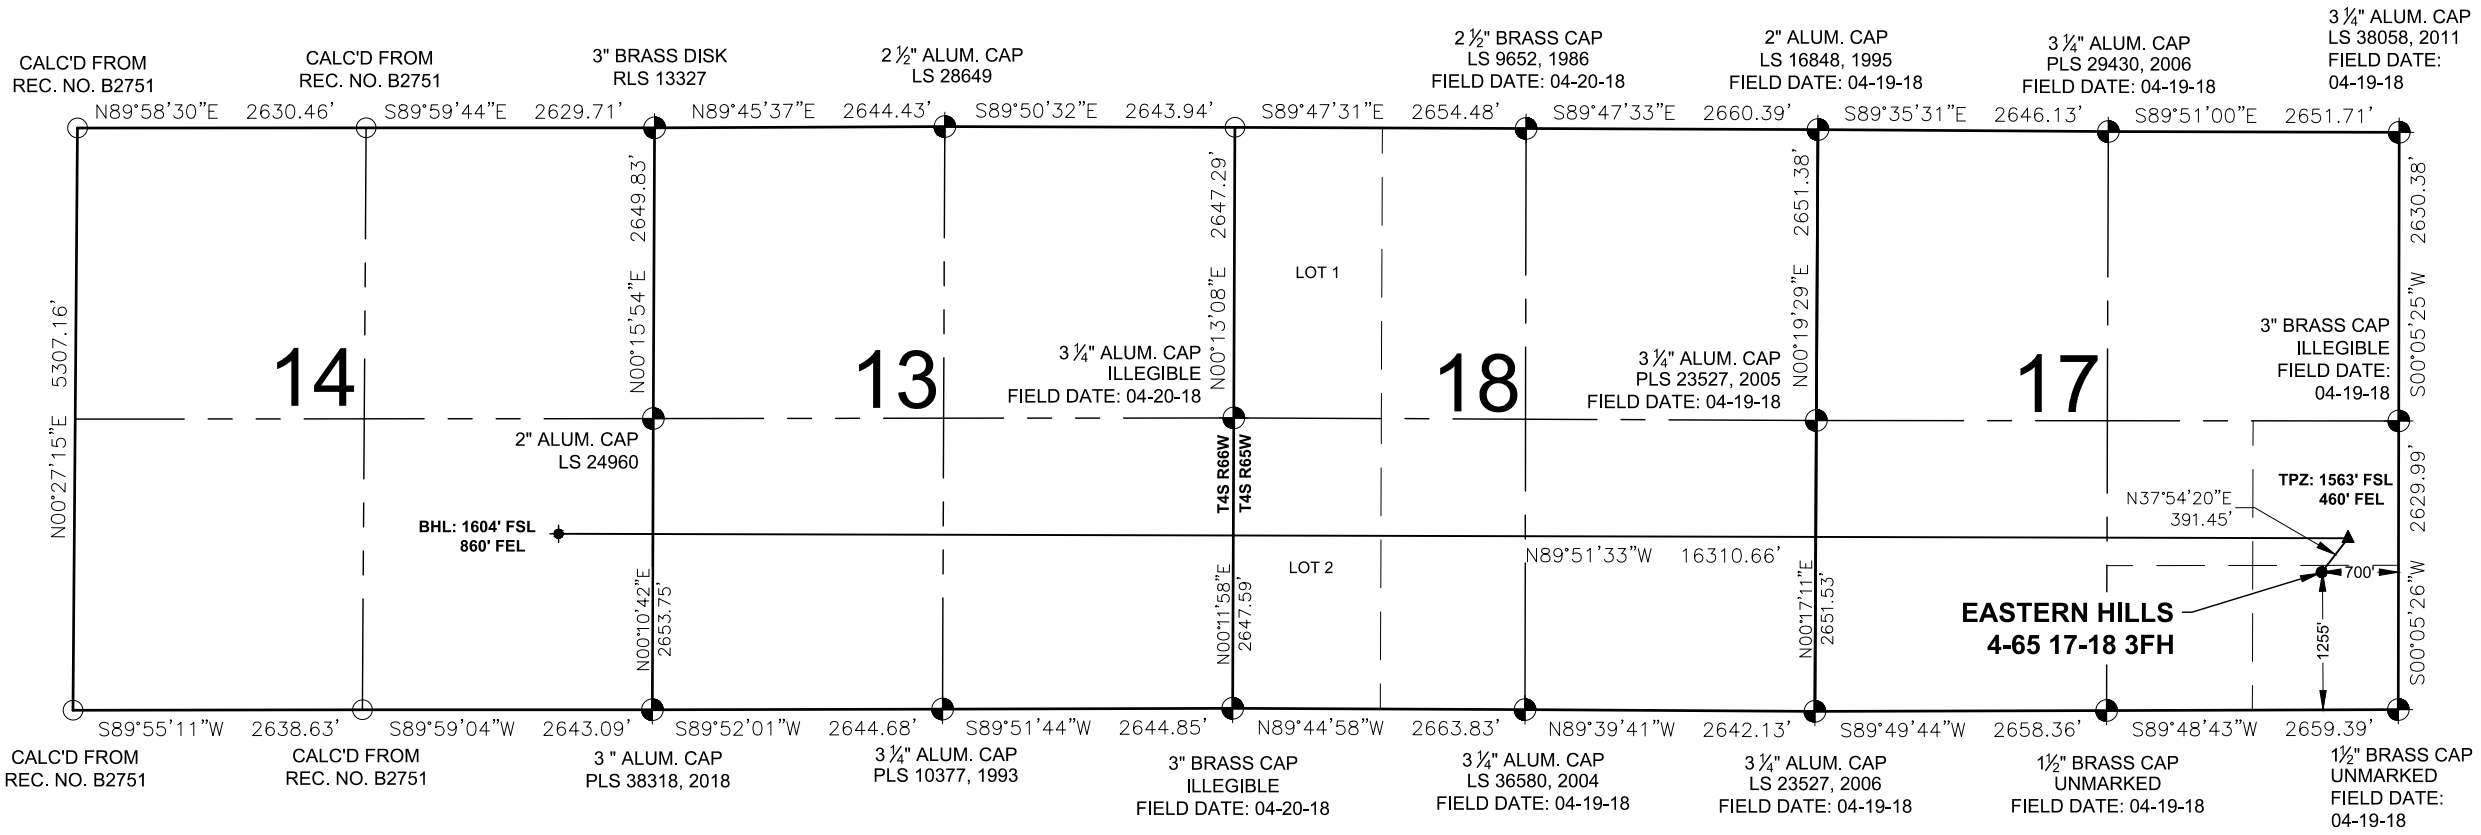 CALC'D FROM
REC. NO. B2751
CALC'D FROM
REC. NO. B2751
3" BRASS DISK
RLS 13327
2 ½" ALUM. CAP
LS 28649
2 ½" BRASS CAP
LS 9652, 1986
FIELD DATE: 04-20-18
2" ALUM. CAP
LS 16848, 1995
FIELD DATE: 04-19-18
3 ¼" ALUM. CAP
PLS 29430, 2006
FIELD DATE: 04-19-18
3 ¼" ALUM. CAP
LS 38058, 2011
FIELD DATE:
04-19-18
N89°58'30"E 2630.46'
S89°59'44"E 2629.71'
N89°45'37"E 2644.43'
S89°50'32"E 2643.94'
S89°47'31"E 2654.48'
S89°47'33"E 2660.39'
S89°35'31"E 2646.13'
S89°51'00"E 2651.71'
N00°27'15"E 5307.16'
N00°15'54"E 2649.83'
N00°13'08"E 2647.29'
N00°19'29"E 2651.38'
S00°05'25"W 2630.38'
LOT 1
14
13
18
17
3 ¼" ALUM. CAP
ILLEGIBLE
FIELD DATE: 04-20-18
3 ¼" ALUM. CAP
PLS 23527, 2005
FIELD DATE: 04-19-18
3" BRASS CAP
ILLEGIBLE
FIELD DATE:
04-19-18
2" ALUM. CAP
LS 24960
T4S R66W
T4S R65W
TPZ: 1563' FSL
460' FEL
N37°54'20"E
391.45'
BHL: 1604' FSL
860' FEL
N89°51'33"W 16310.66'
LOT 2
N00°10'42"E
2653.75'
N00°11'58"E
2647.59'
N00°17'11"E
2651.53'
S00°05'26"W 2629.99'
700'
1255'
EASTERN HILLS
4-65 17-18 3FH
S89°55'11"W 2638.63'
S89°59'04"W 2643.09'
S89°52'01"W 2644.68'
S89°51'44"W 2644.85'
N89°44'58"W 2663.83'
N89°39'41"W 2642.13'
S89°49'44"W 2658.36'
S89°48'43"W 2659.39'
CALC'D FROM
REC. NO. B2751
CALC'D FROM
REC. NO. B2751
3 " ALUM. CAP
PLS 38318, 2018
3 ¼" ALUM. CAP
PLS 10377, 1993
3" BRASS CAP
ILLEGIBLE
FIELD DATE: 04-20-18
3 ¼" ALUM. CAP
LS 36580, 2004
FIELD DATE: 04-19-18
3 ¼" ALUM. CAP
LS 23527, 2006
FIELD DATE: 04-19-18
1½" BRASS CAP
UNMARKED
FIELD DATE: 04-19-18
1½" BRASS CAP
UNMARKED
FIELD DATE:
04-19-18